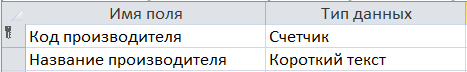 Имя поля Тип данных
Код производителя Счетчик
Название производителя Короткий текст